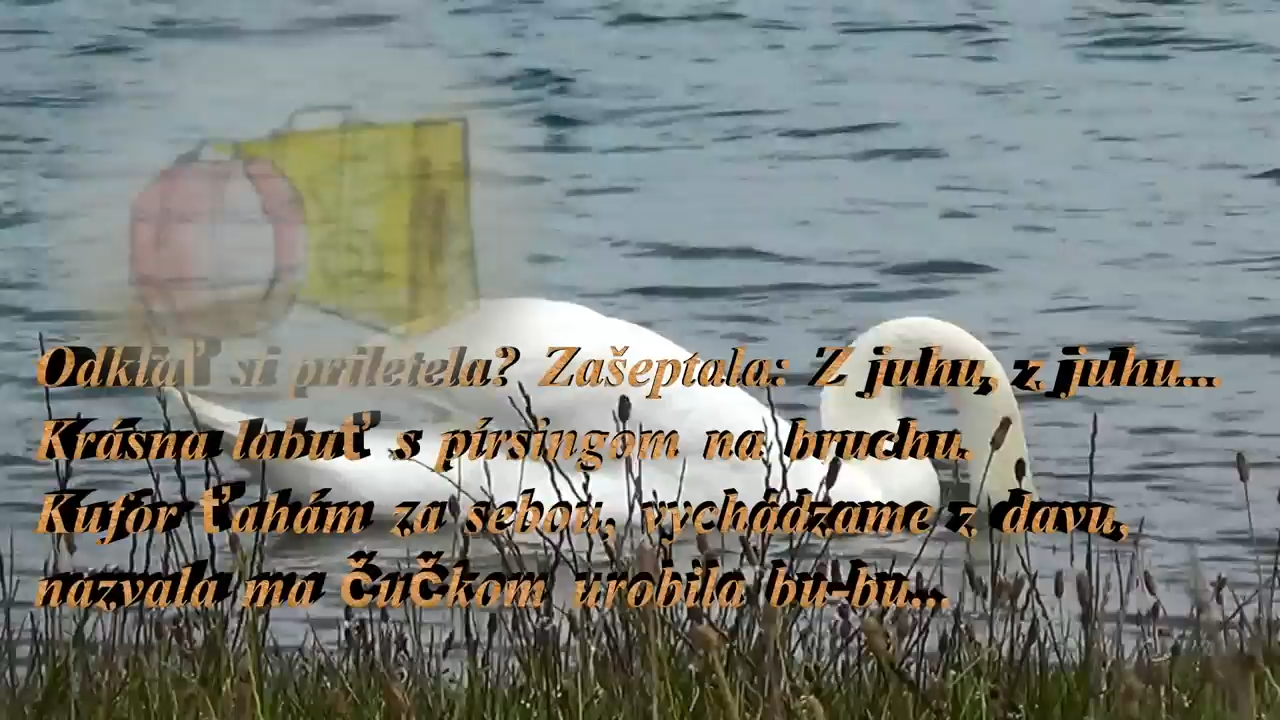 Odkiaľ si priletela? Zašeptala: Z juhu, z juhu...
Krásna labuť s pírsingom na bruchu.
Kufor ťahám za sebou, vychádzame z davu,
nazvala ma čučkom urobila bu-bu...